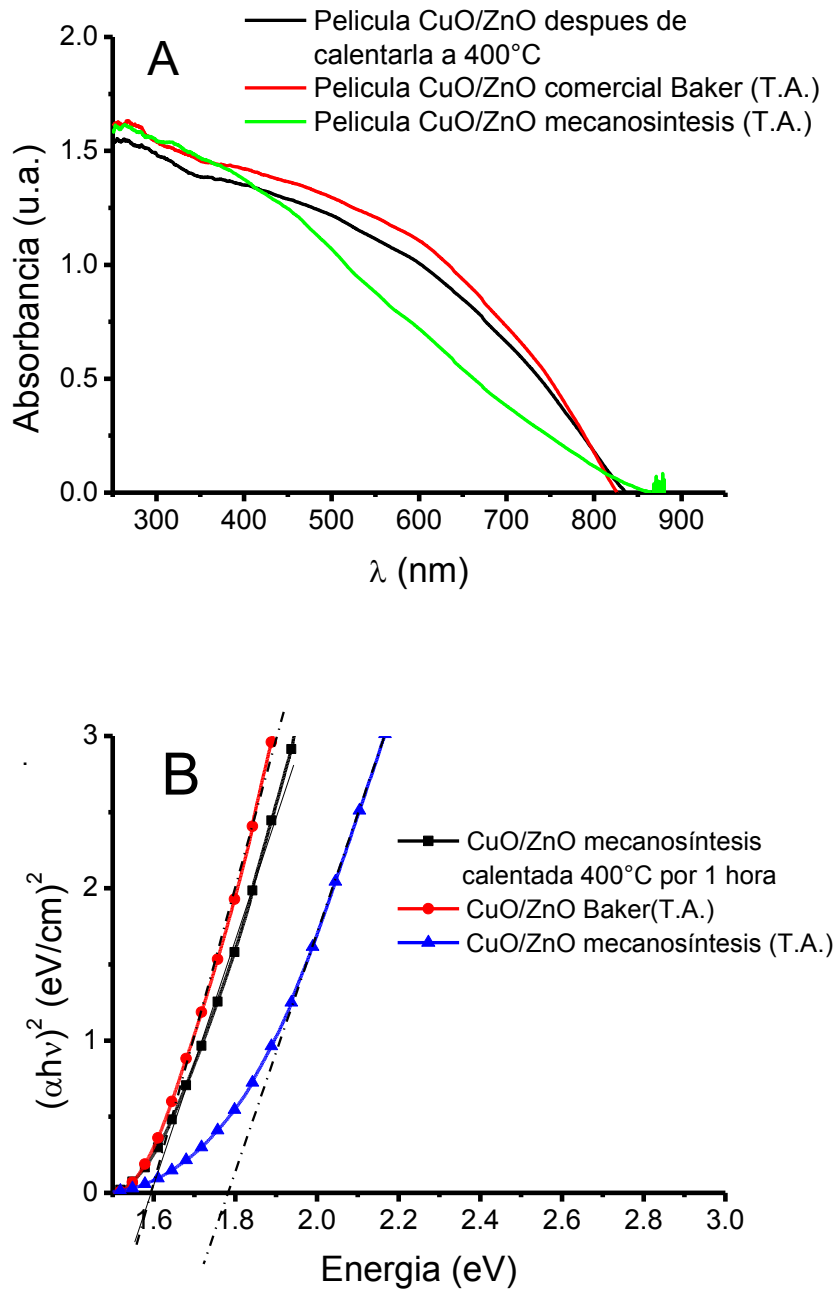 A
Pelicula CuO/ZnO despues de
calentarla a 400°C
Pelicula CuO/ZnO comercial Baker (T.A.)
Pelicula CuO/ZnO mecanosintesis (T.A.)
2.0
1.5
1.0
0.5
0.0
Absorbancia (u.a.)
300 400 500 600 700 800 900
λ (nm)
B
CuO/ZnO mecanosíntesis
calentada 400°C por 1 hora
CuO/ZnO Baker(T.A.)
CuO/ZnO mecanosíntesis (T.A.)
3
2
1
0
(αhν)² (eV/cm)²
1.6 1.8 2.0 2.2 2.4 2.6 2.8 3.0
Energia (eV)